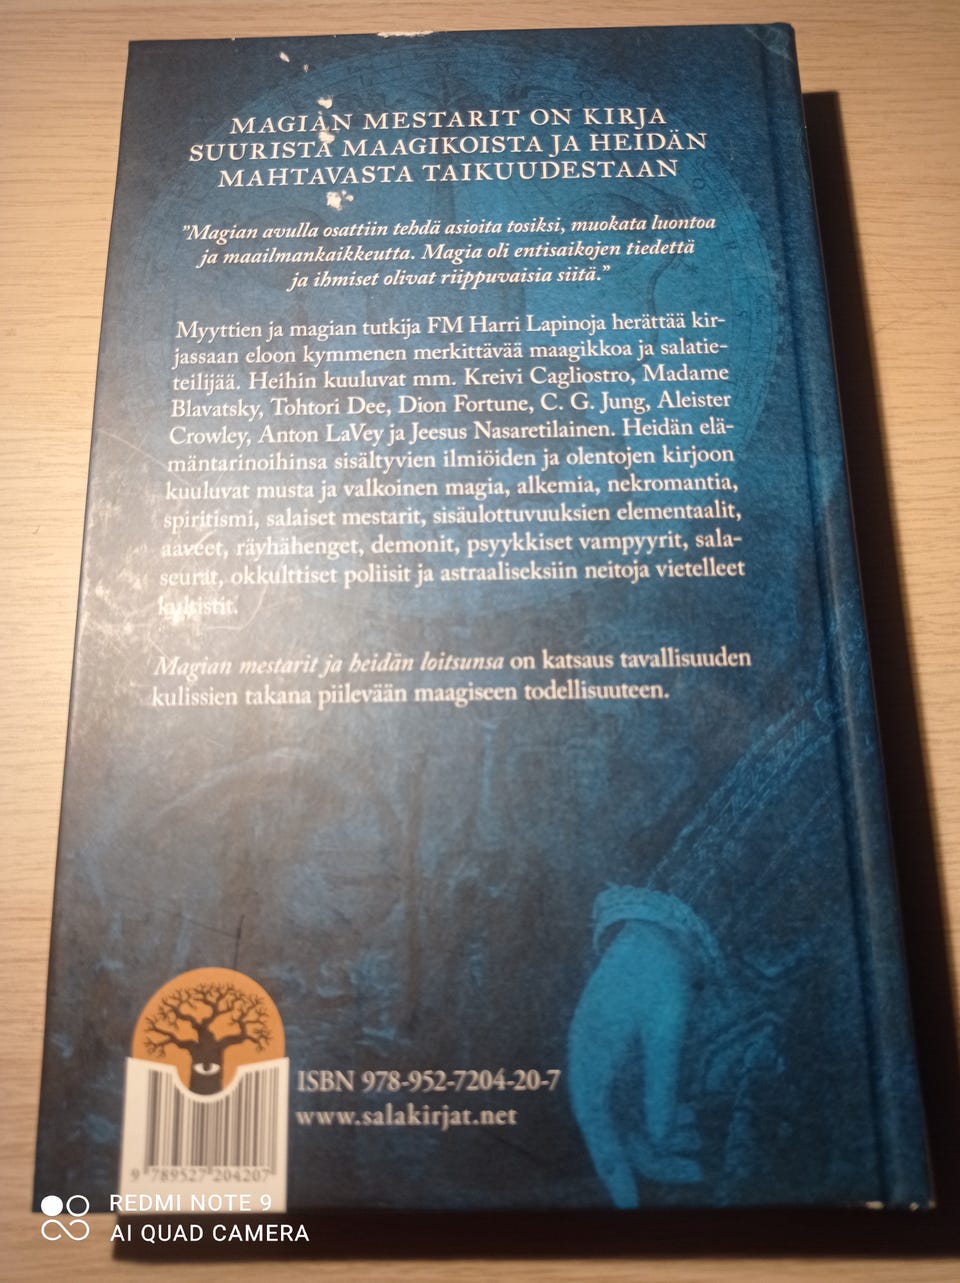 MAGIAN MESTARIT ON KIRJA
SUURISTA MAAGIKOISTA JA HEIDÄN
MAHTAVASTA TAIKUUDESTAAN
”Magian avulla osattiin tehdä asioita tosiksi, muokata luontoa
ja maailmankaikkeutta. Magia oli entisaikojen tiedettä
ja ihmiset olivat riippuvaisia siitä.”
Myyttien ja magian tutkija FM Harri Lapinoja herättää kir-
jassaan eloon kymmenen merkittävää maagikkoa ja salatie-
teilijää. Heihin kuuluvat mm. Kreivi Cagliostro, Madame
Blavatsky, Tohtori Dee, Dion Fortune, C. G. Jung, Aleister
Crowley, Anton LaVey ja Jeesus Nasaretilainen. Heidän elä-
mäntarinoihinsa sisältyvien ilmiöiden ja olentojen kirjoon
kuuluvat musta ja valkoinen magia, alkemia, nekromantia,
spiritismi, salaiset mestarit, sisäulottuvuuksien elementaalit,
aaveet, räyhähenget, demonit, psyykkiset vampyyrit, sala-
seurat, okkulttiset poliisit ja astraaliseksiin neitoja vietelleet
kultistit.
Magian mestarit ja heidän loitsunsa on katsaus tavallisuuden
kulissien takana piilevään maagiseen todellisuuteen.
ISBN 978-952-7204-20-7
www.salakirjat.net
9 789527 204207
REDMI NOTE 9
AI QUAD CAMERA